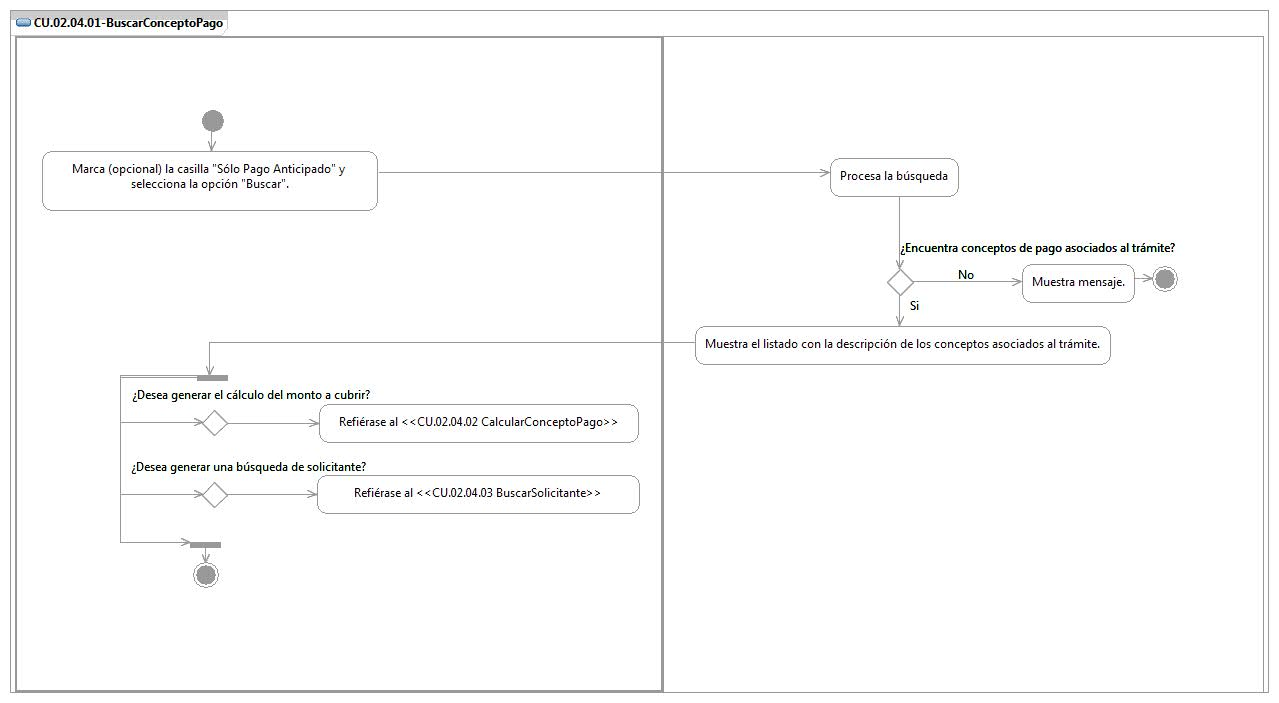 CU.02.04.01-BuscarConceptoPago
Marca (opcional) la casilla "Sólo Pago Anticipado" y
selecciona la opción "Buscar".
Procesa la búsqueda
¿Encuentra conceptos de pago asociados al trámite?
No
Muestra mensaje.
Si
Muestra el listado con la descripción de los conceptos asociados al trámite.
¿Desea generar el cálculo del monto a cubrir?
Refiérase al <<CU.02.04.02 CalcularConceptoPago>>
¿Desea generar una búsqueda de solicitante?
Refiérase al <<CU.02.04.03 BuscarSolicitante>>